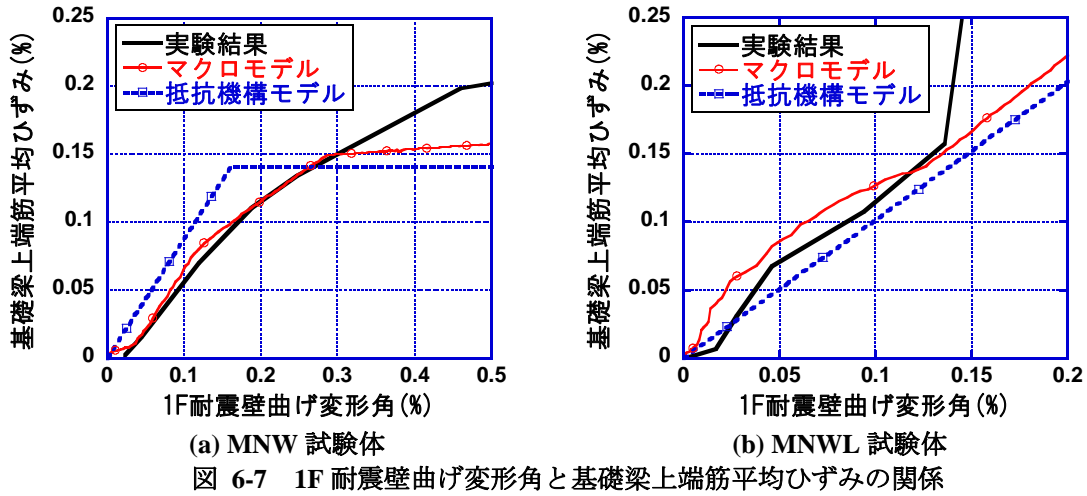 基礎梁上端筋平均ひずみ(%)
0.25
0.2
0.15
0.1
0.05
0
実験結果
マクロモデル
抵抗機構モデル
0 0.1 0.2 0.3 0.4 0.5
1F耐震壁曲げ変形角(%)
(a) MNW 試験体
基礎梁上端筋平均ひずみ(%)
0.25
0.2
0.15
0.1
0.05
0
実験結果
マクロモデル
抵抗機構モデル
0 0.05 0.1 0.15 0.2
1F耐震壁曲げ変形角(%)
(b) MNWL 試験体
図 6-7 1F 耐震壁曲げ変形角と基礎梁上端筋平均ひずみの関係